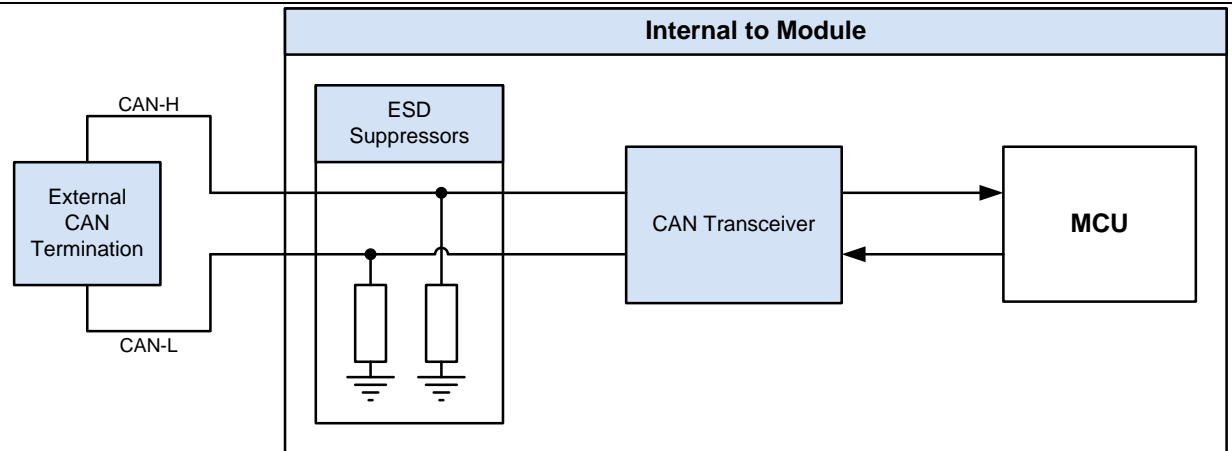 Internal to Module
CAN-H
ESD
Suppressors
External
CAN
Termination
CAN Transceiver
MCU
CAN-L